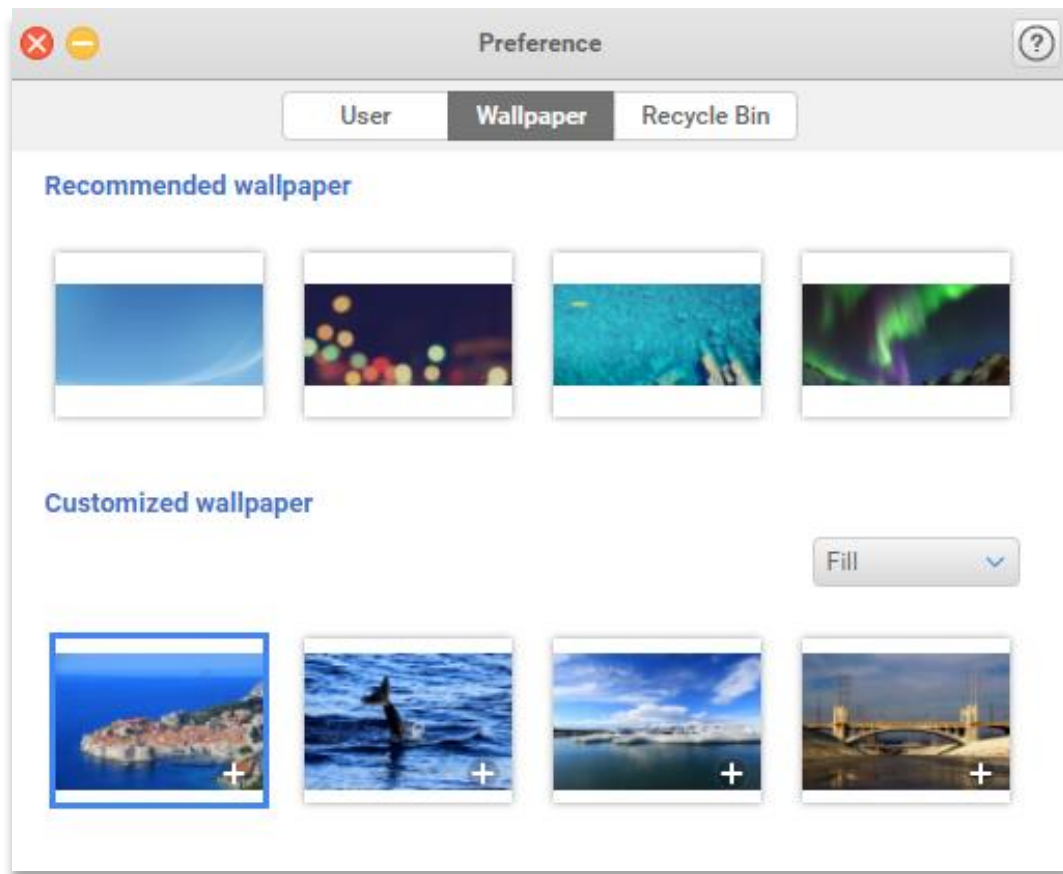 Preference
User
Wallpaper
Recycle Bin
Recommended wallpaper
Customized wallpaper
Fill